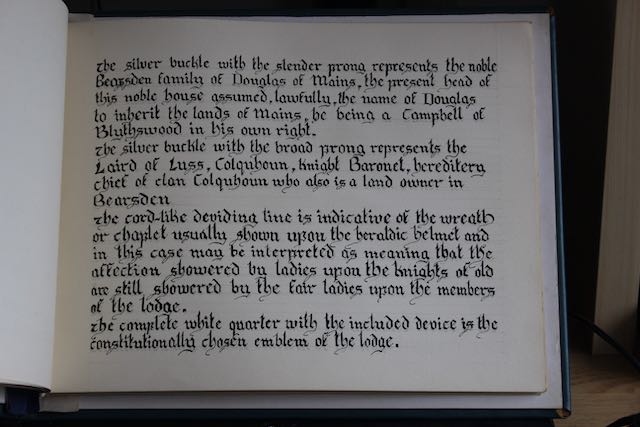 The silver buckle with the slender prong represents the noble
Bearsden family of Douglas of Mains, the present head of
this noble house assumed, lawfully, the name of Douglas
to inherit the lands of Mains, he being a Campbell of
Blythswood in his own right.
The silver buckle with the broad prong represents the
Laird of Luss, Colquhoun, Knight Baronet, hereditery
chief of clan Colquhoun who also is a land owner in
Bearsden
The cord-like deviding line is indicative of the wreath
or chaplet usually shown upon the heraldic helmet and
in this case may be interpreted as meaning that the
affection showered by ladies upon the knights of old
are still showered by the fair ladies upon the members
of the lodge.
The complete white quarter with the included device is the
constitutionally chosen emblem of the lodge.